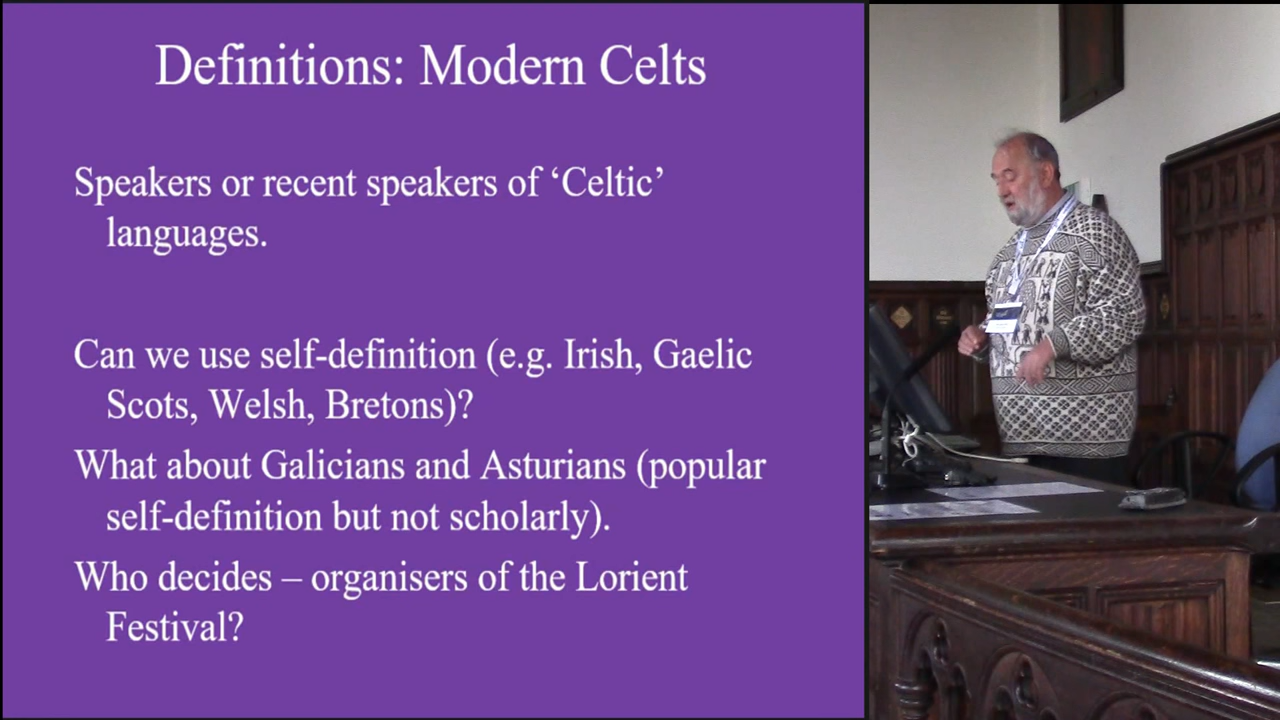 Definitions: Modern Celts
Speakers or recent speakers of ‘Celtic’
languages.
Can we use self-definition (e.g. Irish, Gaelic
Scots, Welsh, Bretons)?
What about Galicians and Asturians (popular
self-definition but not scholarly).
Who decides – organisers of the Lorient
Festival?